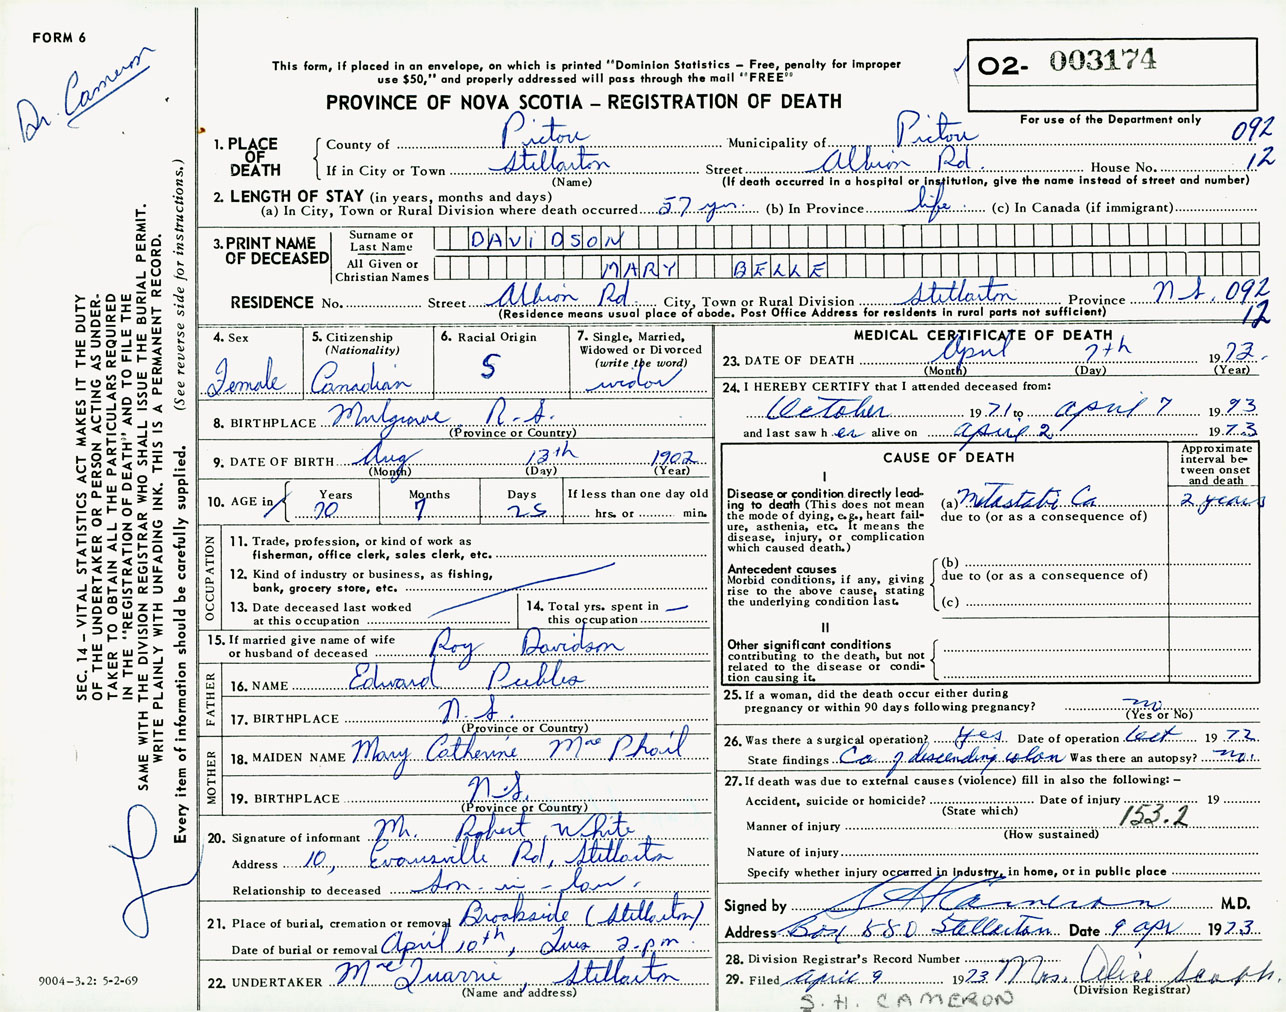 FORM 6
Dr. Cameron
This form, if placed in an envelope, on which is printed "Dominion Statistics – Free, penalty for improper
use $50," and properly addressed will pass through the mail "FREE"
O2- 003174
For use of the Department only
PROVINCE OF NOVA SCOTIA – REGISTRATION OF DEATH
092
12
1. PLACE OF DEATH
County of Pictou Municipality of Pictou
If in City or Town Stellarton Street Albion Rd. House No.
(Name) (If death occurred in a hospital or institution, give the name instead of street and number)
2. LENGTH OF STAY (in years, months and days)
(a) In City, Town or Rural Division where death occurred 57 yrs. (b) In Province life. (c) In Canada (if immigrant)
3. PRINT NAME OF DECEASED
Surname or Last Name DAVIDSON
All Given or Christian Names MARY BELLE
RESIDENCE No. Street Albion Rd. City, Town or Rural Division Stellarton Province N.S. 092
(Residence means usual place of abode. Post Office Address for residents in rural parts not sufficient) 12
4. Sex
Female
5. Citizenship
(Nationality)
Canadian
6. Racial Origin
5
7. Single, Married,
Widowed or Divorced
(write the word)
widow
8. BIRTHPLACE Mulgrave N.S.
(Province or Country)
9. DATE OF BIRTH Aug 13th 1902
(Month) (Day) (Year)
10. AGE in
Years Months Days If less than one day old
70 7 25 hrs. or min.
OCCUPATION
11. Trade, profession, or kind of work as
fisherman, office clerk, sales clerk, etc.
12. Kind of industry or business, as fishing,
bank, grocery store, etc.
13. Date deceased last worked
at this occupation
14. Total yrs. spent in
this occupation
15. If married give name of wife
or husband of deceased Roy Davidson
FATHER
16. NAME Edward Peebles
17. BIRTHPLACE N.S.
(Province or Country)
MOTHER
18. MAIDEN NAME Mary Catherine MacPhail
19. BIRTHPLACE N.S.
(Province or Country)
20. Signature of informant Mr. Robert White
Address 10, Evansville Rd, Stellarton
Relationship to deceased Son-in-law.
21. Place of burial, cremation or removal Brookside (Stellarton)
Date of burial or removal April 10th, Tues 2 p.m.
22. UNDERTAKER MacQuarrie, Stellarton
(Name and address)
MEDICAL CERTIFICATE OF DEATH
23. DATE OF DEATH April 7th 1973.
(Month) (Day) (Year)
24. I HEREBY CERTIFY that I attended deceased from:
October 1971 to April 7 1973
and last saw her alive on April 2 1973
CAUSE OF DEATH
Approximate
interval be-
tween onset
and death
I
Disease or condition directly lead-
ing to death (This does not mean
the mode of dying, e.g., heart fail-
ure, asthenia, etc. It means the
disease, injury, or complication
which caused death.)
(a) Metastatic Ca 2 years
due to (or as a consequence of)
Antecedent causes
Morbid conditions, if any, giving
rise to the above cause, stating
the underlying condition last.
(b)
due to (or as a consequence of)
(c)
II
Other significant conditions
contributing to the death, but not
related to the disease or condi-
tion causing it.
25. If a woman, did the death occur either during
pregnancy or within 90 days following pregnancy? no
(Yes or No)
26. Was there a surgical operation? yes Date of operation Oct 1972
State findings Ca of descending colon Was there an autopsy? no.
27. If death was due to external causes (violence) fill in also the following: –
Accident, suicide or homicide? Date of injury 19
(State which)
153.2
Manner of injury
(How sustained)
Nature of injury
Specify whether injury occurred in industry, in home, or in public place
Signed by S H Cameron M.D.
Address Box 880 Stellarton Date 9 Apr 1973
28. Division Registrar's Record Number
29. Filed April 9 1973 Mrs. Alice
(Division Registrar)
S. H. CAMERON
SEC. 14 – VITAL STATISTICS ACT MAKES IT THE DUTY
OF THE UNDERTAKER OR PERSON ACTING AS UNDER-
TAKER TO OBTAIN ALL THE PARTICULARS REQUIRED
IN THE "REGISTRATION OF DEATH" AND TO FILE THE
SAME WITH THE DIVISION REGISTRAR WHO SHALL ISSUE THE BURIAL PERMIT.
WRITE PLAINLY WITH UNFADING INK. THIS IS A PERMANENT RECORD.
Every item of information should be carefully supplied. (See reverse side for instructions.)
9004–3.2: 5-2-69